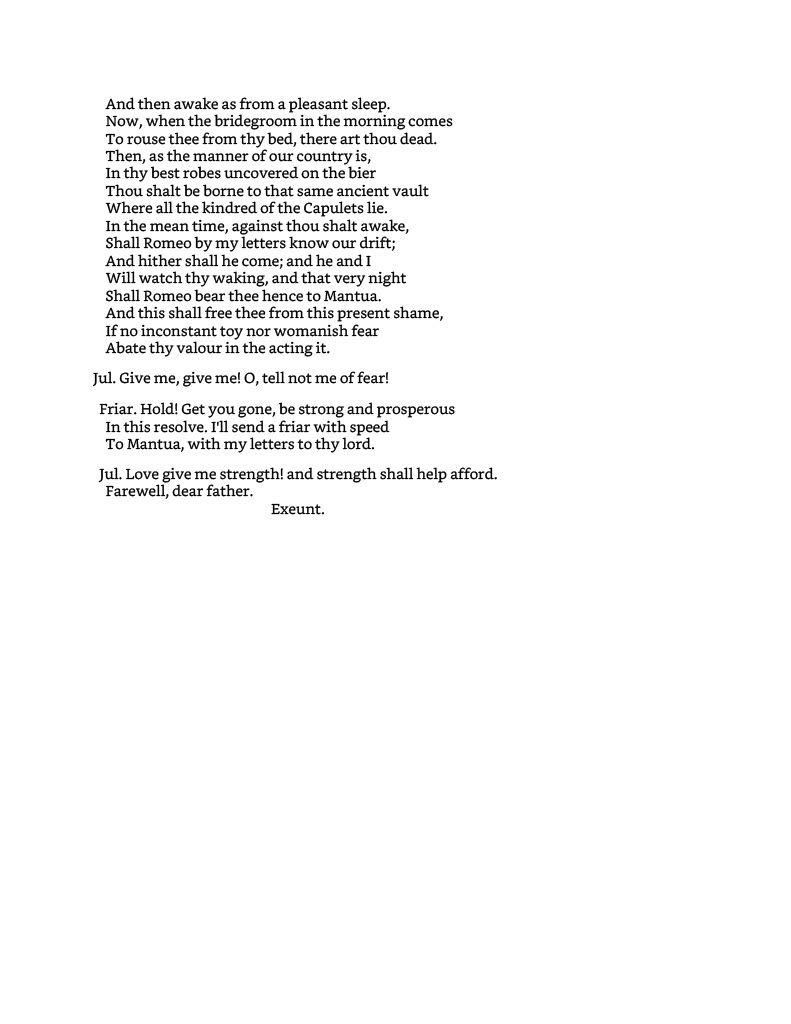 And then awake as from a pleasant sleep.
Now, when the bridegroom in the morning comes
To rouse thee from thy bed, there art thou dead.
Then, as the manner of our country is,
In thy best robes uncovered on the bier
Thou shalt be borne to that same ancient vault
Where all the kindred of the Capulets lie.
In the mean time, against thou shalt awake,
Shall Romeo by my letters know our drift;
And hither shall he come; and he and I
Will watch thy waking, and that very night
Shall Romeo bear thee hence to Mantua.
And this shall free thee from this present shame,
If no inconstant toy nor womanish fear
Abate thy valour in the acting it.
Jul. Give me, give me! O, tell not me of fear!
Friar. Hold! Get you gone, be strong and prosperous
In this resolve. I'll send a friar with speed
To Mantua, with my letters to thy lord.
Jul. Love give me strength! and strength shall help afford.
Farewell, dear father.
Exeunt.